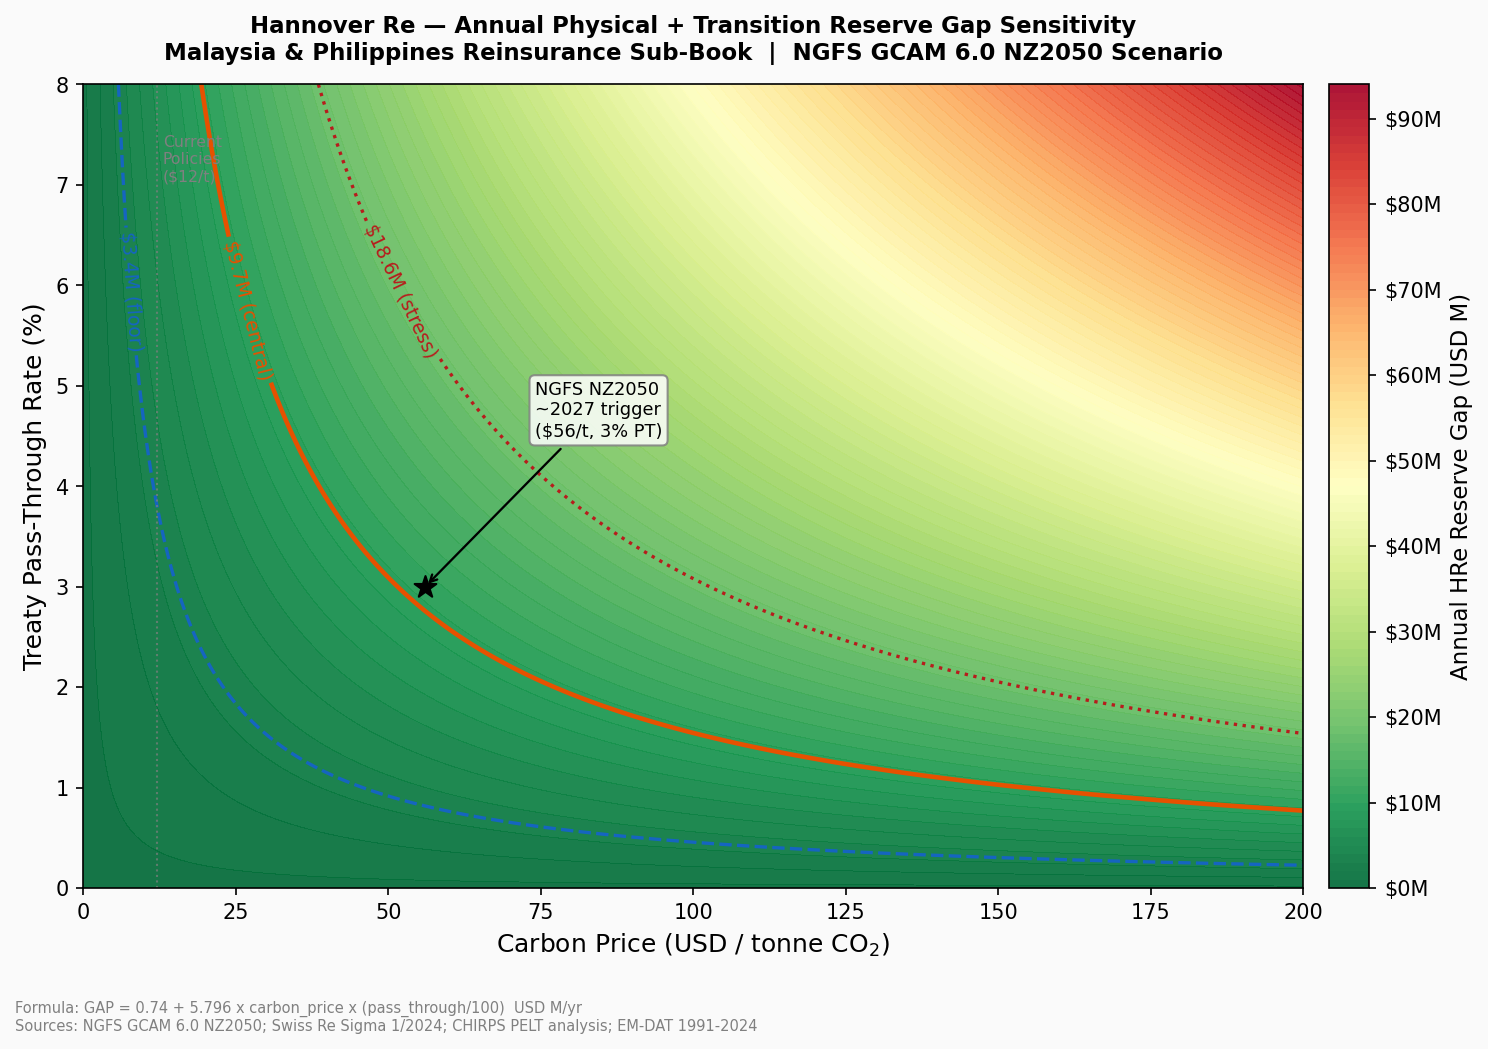 Hannover Re — Annual Physical + Transition Reserve Gap Sensitivity
Malaysia & Philippines Reinsurance Sub-Book | NGFS GCAM 6.0 NZ2050 Scenario
Treaty Pass-Through Rate (%)
8
7
6
5
4
3
2
1
0
Current
Policies
($12/t)
$3.4M (floor)
$9.7M (central)
$18.6M (stress)
NGFS NZ2050
~2027 trigger
($56/t, 3% PT)
0
25
50
75
100
125
150
175
200
Carbon Price (USD / tonne CO₂)
$90M
$80M
$70M
$60M
$50M
$40M
$30M
$20M
$10M
$0M
Annual HRe Reserve Gap (USD M)
Formula: GAP = 0.74 + 5.796 x carbon_price x (pass_through/100)  USD M/yr
Sources: NGFS GCAM 6.0 NZ2050; Swiss Re Sigma 1/2024; CHIRPS PELT analysis; EM-DAT 1991-2024